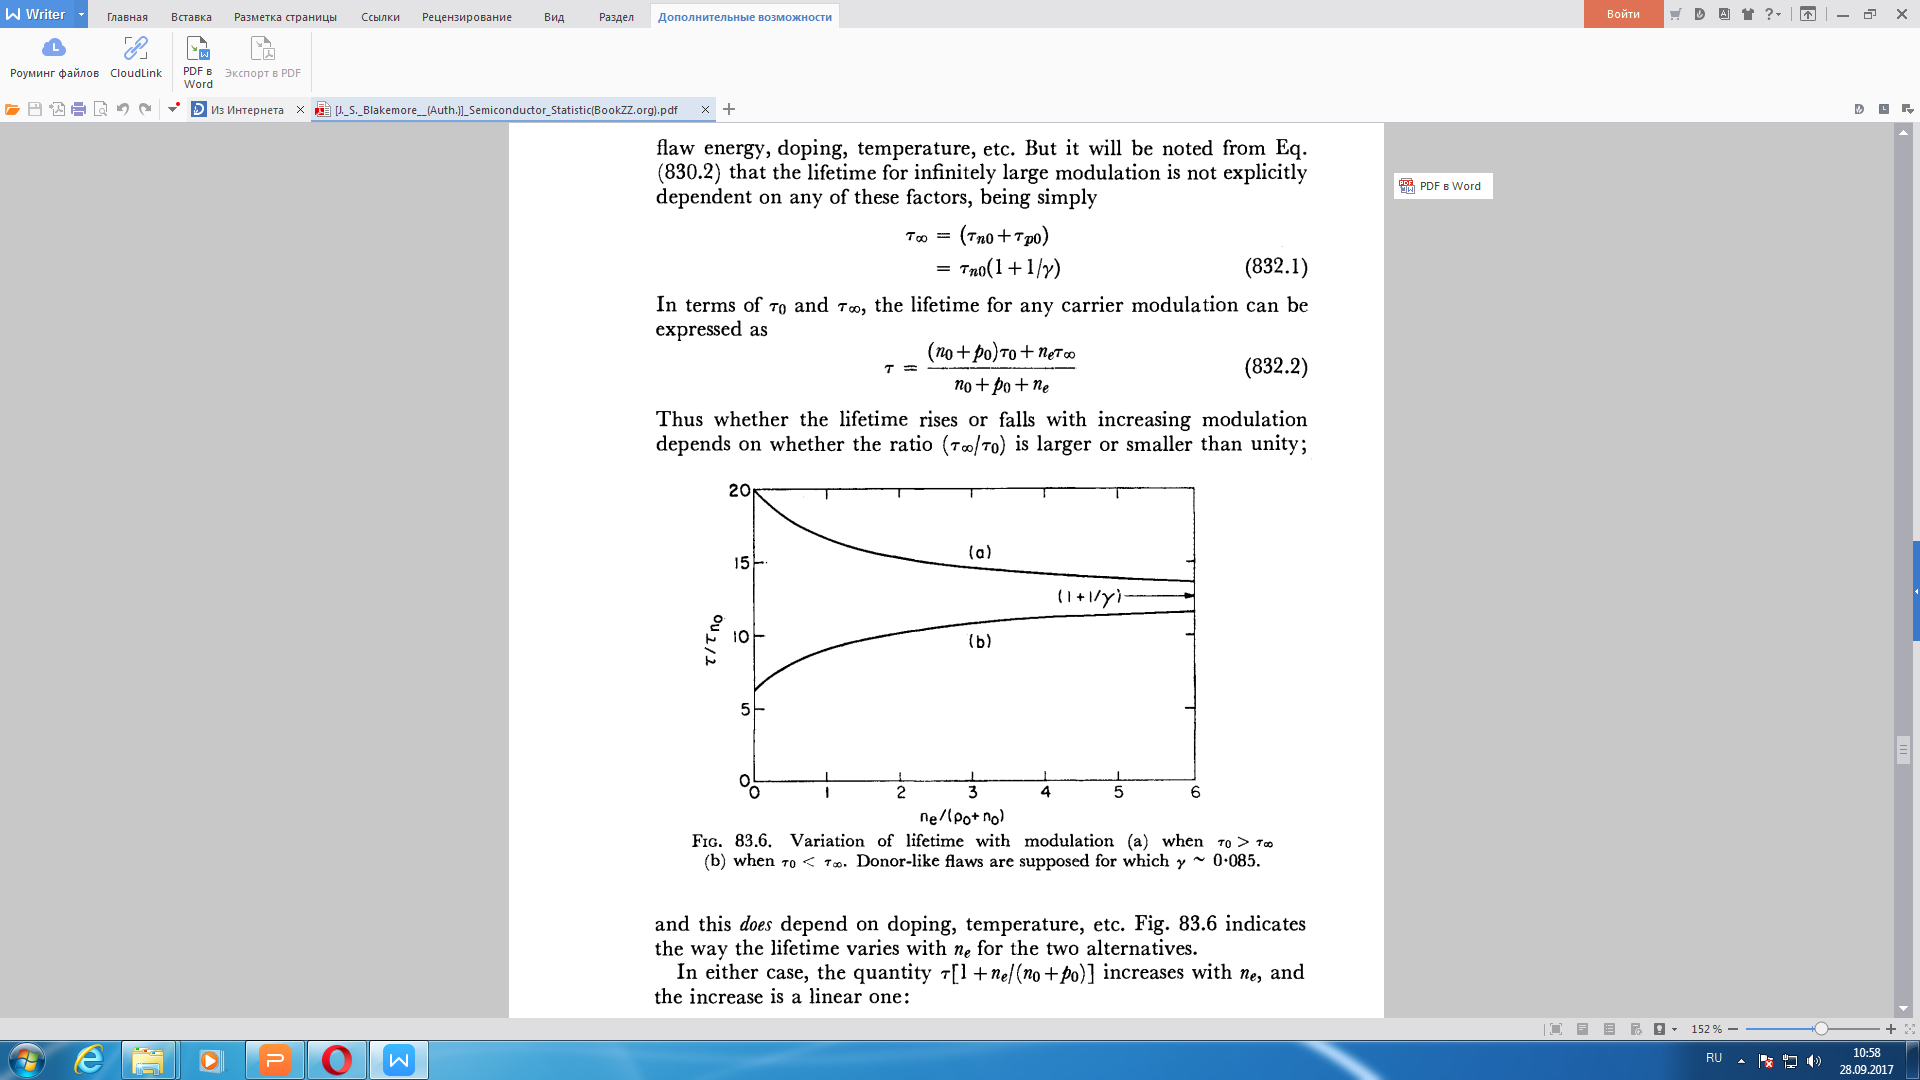 Writer
Главная
Вставка
Разметка страницы
Ссылки
Рецензирование
Вид
Раздел
Дополнительные возможности
Войти
Роуминг файлов
CloudLink
PDF в Word
Экспорт в PDF
Из Интернета
[J._S._Blakemore__(Auth.)]_Semiconductor_Statistic(BookZZ.org).pdf
flaw energy, doping, temperature, etc. But it will be noted from Eq.
(830.2) that the lifetime for infinitely large modulation is not explicitly
dependent on any of these factors, being simply
τ∞ = (τn0+τp0)
= τn0(1+1/γ) (832.1)
In terms of τ0 and τ∞, the lifetime for any carrier modulation can be
expressed as
τ = (n0+p0)τ0+neτ∞ / n0+p0+ne (832.2)
Thus whether the lifetime rises or falls with increasing modulation
depends on whether the ratio (τ∞/τ0) is larger or smaller than unity;
20
15
10
5
0
τ/τn0
(a)
(1+1/γ)
(b)
0 1 2 3 4 5 6
ne/(p0+n0)
Fig. 83.6. Variation of lifetime with modulation (a) when τ0 > τ∞
(b) when τ0 < τ∞. Donor-like flaws are supposed for which γ ~ 0·085.
and this does depend on doping, temperature, etc. Fig. 83.6 indicates
the way the lifetime varies with ne for the two alternatives.
In either case, the quantity τ[1+ne/(n0+p0)] increases with ne, and
the increase is a linear one:
PDF в Word
152 %
RU
10:58
28.09.2017